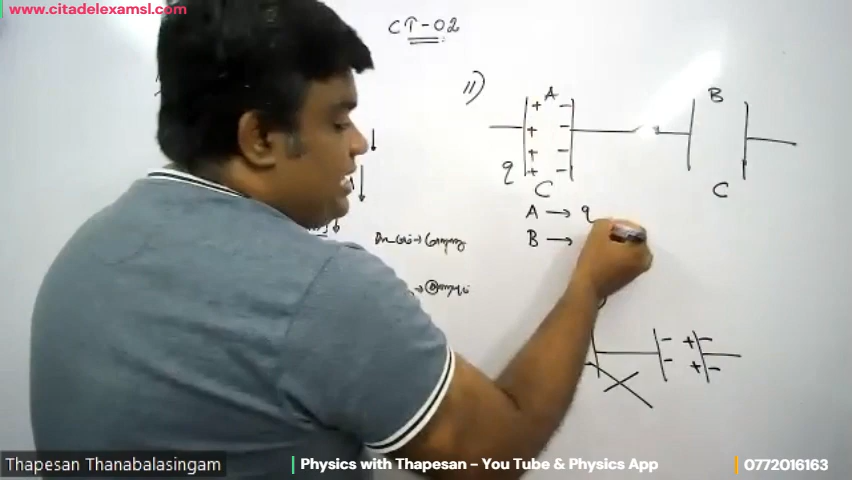 www.citadelexamsl.com
CT-02
11)
A
B
+ -
+ -
+ -
+ -
q
C
C
A → q
B →
- + -
- + -
Thapesan Thanabalasingam
Physics with Thapesan – You Tube & Physics App
0772016163